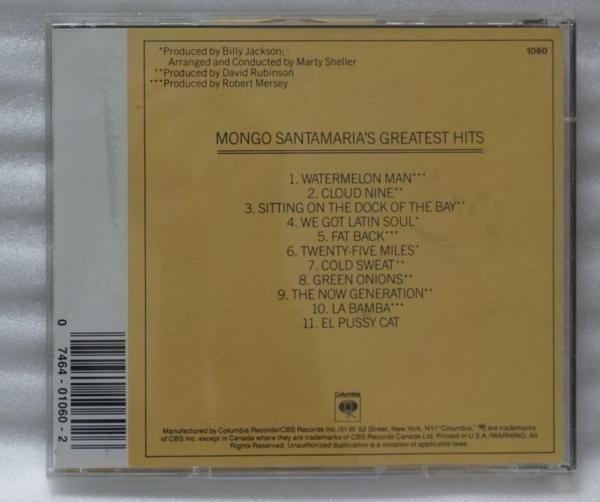 *Produced by Billy Jackson;
Arranged and Conducted by Marty Sheller
**Produced by David Rubinson
***Produced by Robert Mersey
1060
MONGO SANTAMARIA'S GREATEST HITS
1. WATERMELON MAN***
2. CLOUD NINE**
3. SITTING ON THE DOCK OF THE BAY**
4. WE GOT LATIN SOUL*
5. FAT BACK***
6. TWENTY-FIVE MILES*
7. COLD SWEAT**
8. GREEN ONIONS**
9. THE NOW GENERATION**
10. LA BAMBA***
11. EL PUSSY CAT
0 7464-01060-2
Columbia
Manufactured by Columbia Records/CBS Records Inc./51 W. 52 Street, New York, NY/"Columbia," are trademarks
of CBS Inc. except in Canada where they are trademarks of CBS Records Canada Ltd. Printed in U.S.A./WARNING: All
Rights Reserved. Unauthorized duplication is a violation of applicable laws.